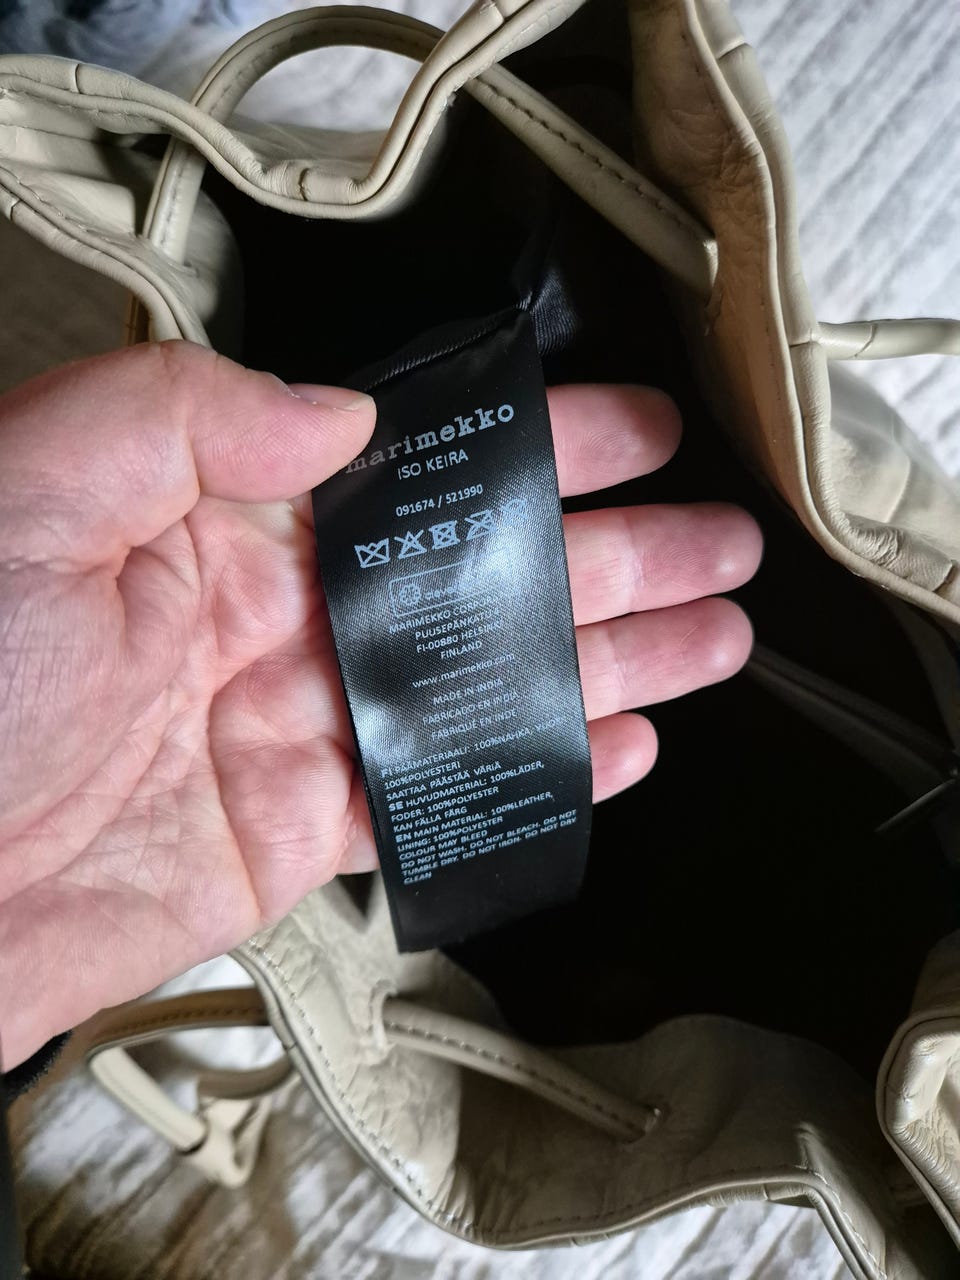 marimekko
ISO KEIRA
091674 / 521990
MARIMEKKO
PUUSEPÄNKATU
FI-00880 HELSINKI
FINLAND
www.marimekko.com
MADE IN INDIA
FABRICADO EN INDIA
FABRIQUÉ EN INDE
FI PÄÄMATERIAALI: 100%NAHKA, VUORI:
100%POLYESTERI
SAATTAA PÄÄSTÄÄ VÄRIÄ
SE HUVUDMATERIAL: 100%LÄDER,
FODER: 100%POLYESTER
KAN FÄLLA FÄRG
EN MAIN MATERIAL: 100%LEATHER,
LINING: 100%POLYESTER
COLOUR MAY BLEED
DO NOT WASH. DO NOT BLEACH. DO NOT
TUMBLE DRY. DO NOT IRON. DO NOT DRY
CLEAN